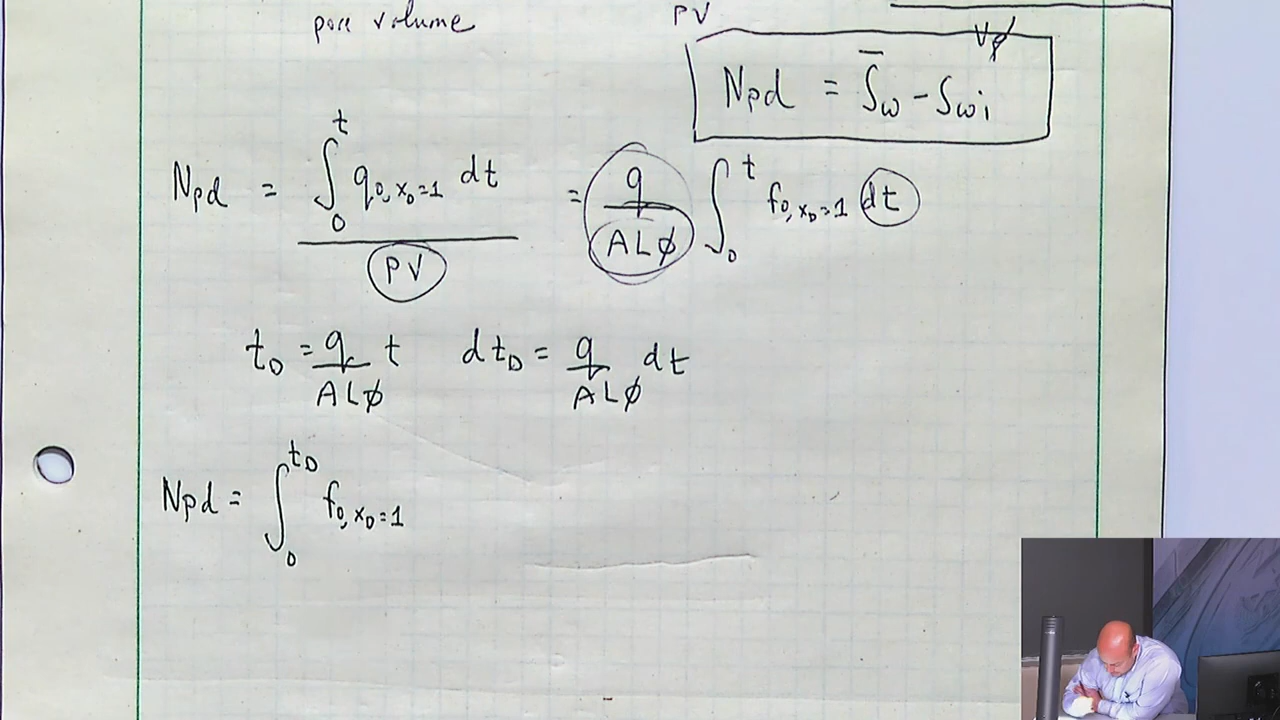 pore volume
PV
Vϕ
Npd = S̄w - Swi
Npd = ∫₀ᵗ qo, xD=1 dt / PV = q / ALϕ ∫₀ᵗ fo, xD=1 dt
tD = q / ALϕ t dtD = q / ALϕ dt
Npd = ∫₀^tD fo, xD=1